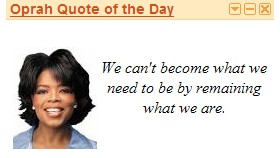 Oprah Quote of the Day
We can't become what we
need to be by remaining
what we are.